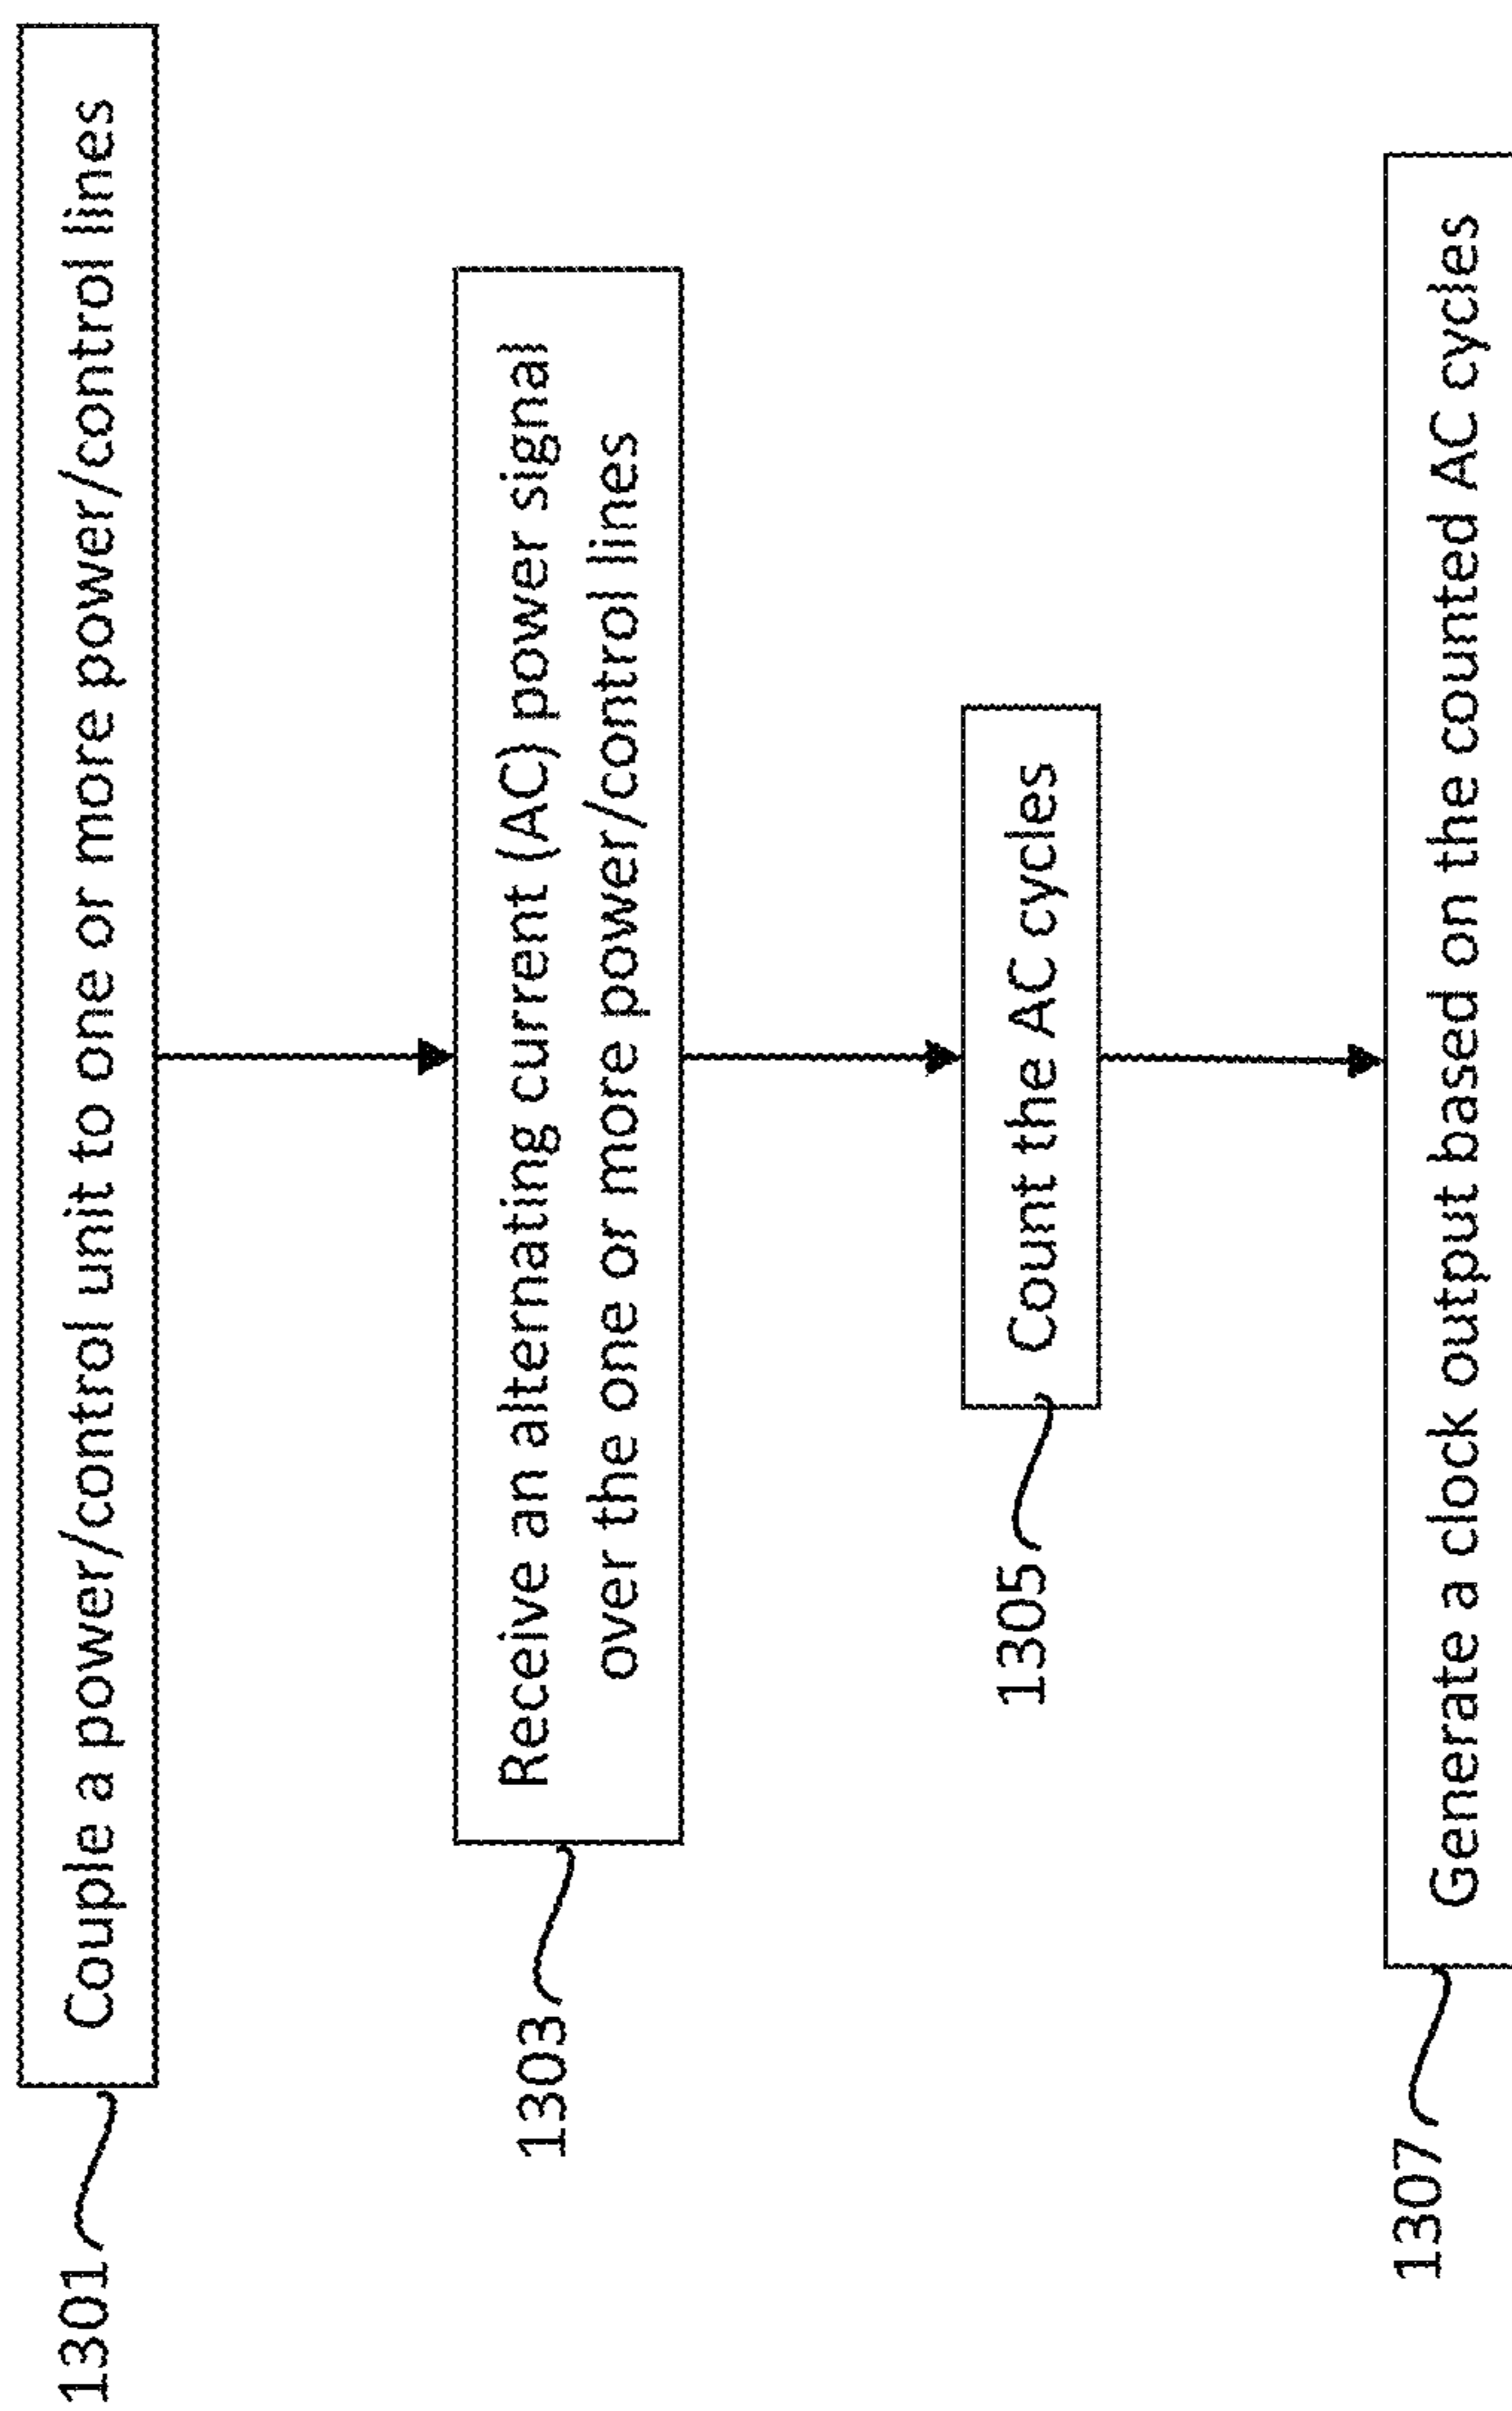 1301
Couple a power/control unit to one or more power/control lines
1303
Receive an alternating current (AC) power signal
over the one or more power/control lines
1305
Count the AC cycles
1307
Generate a clock output based on the counted AC cycles